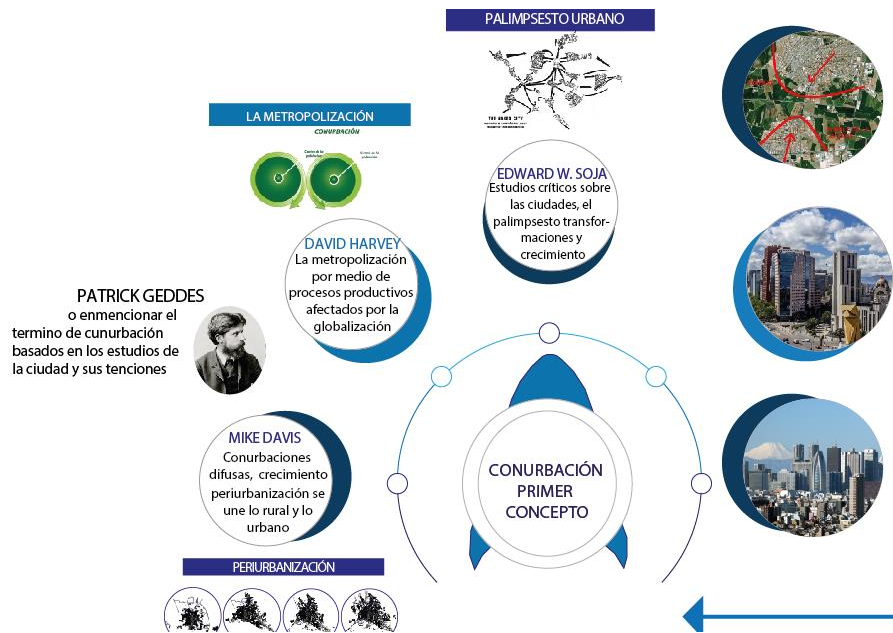 PALIMPSESTO URBANO
THE INNER CITY
LA METROPOLIZACIÓN
CONURBACIÓN
EDWARD W. SOJA
Estudios críticos sobre
las ciudades, el
palimpsesto transfor-
maciones y
crecimiento
DAVID HARVEY
La metropolización
por medio de
procesos productivos
afectados por la
globalización
PATRICK GEDDES
o enmencionar el
termino de cunurbación
basados en los estudios de
la ciudad y sus tenciones
MIKE DAVIS
Conurbaciones
difusas, crecimiento
periurbanización se
une lo rural y lo
urbano
CONURBACIÓN
PRIMER
CONCEPTO
PERIURBANIZACIÓN